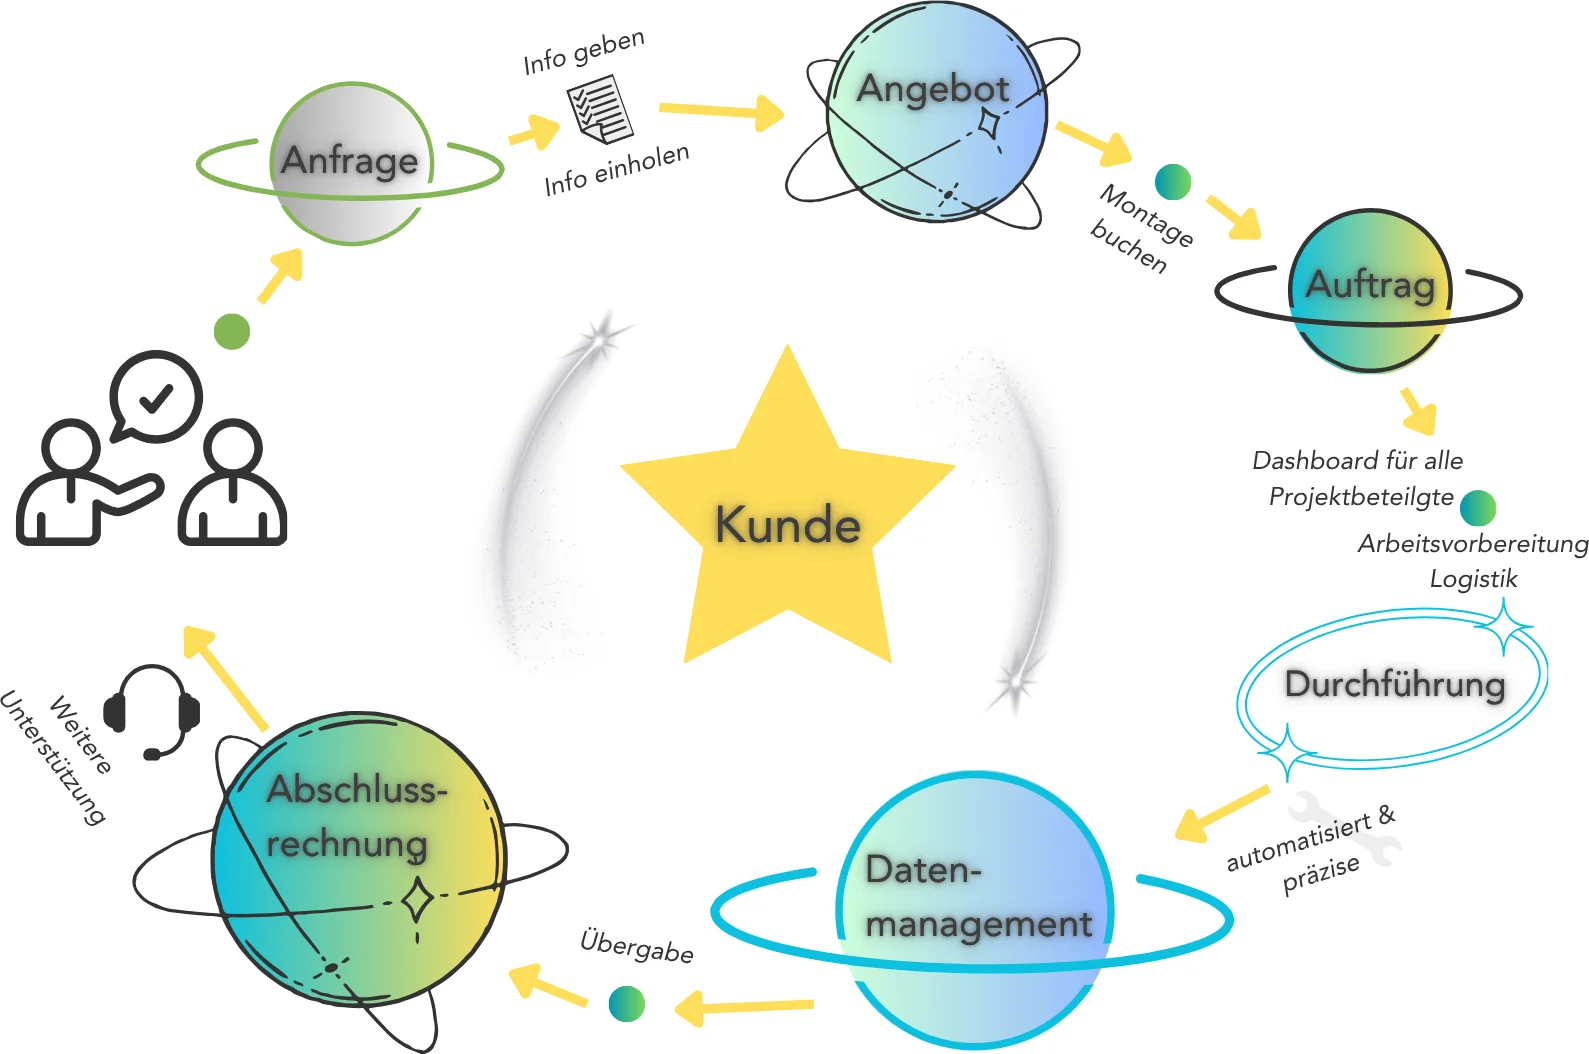 Anfrage
Info geben
Info einholen
Angebot
Montage
buchen
Auftrag
Dashboard für alle
Projektbeteilgte
Arbeitsvorbereitung
Logistik
Durchführung
automatisiert &
präzise
Daten-
management
Übergabe
Abschluss-
rechnung
Weitere
Unterstützung
Kunde